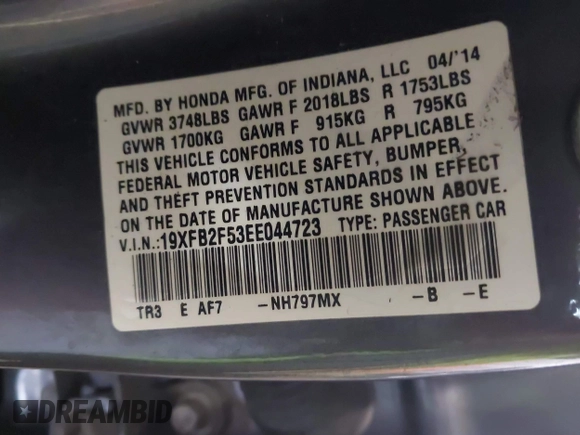 MFD. BY HONDA MFG. OF INDIANA, LLC 04/'14
GVWR 3748LBS GAWR F 2018LBS R 1753LBS
GVWR 1700KG GAWR F 915KG R 795KG
THIS VEHICLE CONFORMS TO ALL APPLICABLE
FEDERAL MOTOR VEHICLE SAFETY, BUMPER,
AND THEFT PREVENTION STANDARDS IN EFFECT
ON THE DATE OF MANUFACTURE SHOWN ABOVE.
V.I.N.:19XFB2F53EE044723 TYPE: PASSENGER CAR
TR3 E AF7 -NH797MX -B -E
DREAMBID